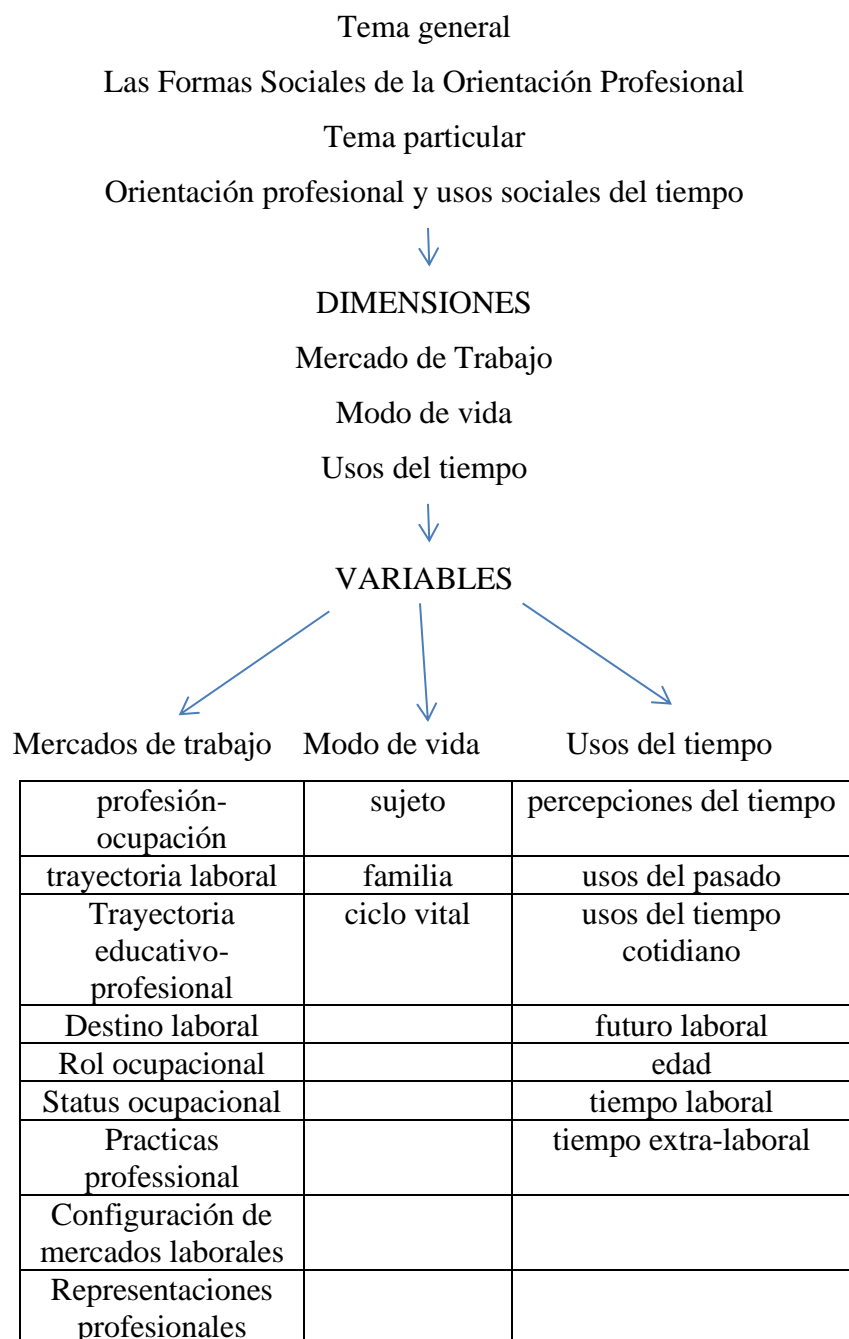 Tema general
Las Formas Sociales de la Orientación Profesional
Tema particular
Orientación profesional y usos sociales del tiempo
DIMENSIONES
Mercado de Trabajo
Modo de vida
Usos del tiempo
VARIABLES
Mercados de trabajo Modo de vida Usos del tiempo
profesión-
ocupación
sujeto
percepciones del tiempo
trayectoria laboral
familia
usos del pasado
Trayectoria
educativo-
profesional
ciclo vital
usos del tiempo
cotidiano
Destino laboral
futuro laboral
Rol ocupacional
edad
Status ocupacional
tiempo laboral
Practicas
professional
tiempo extra-laboral
Configuración de
mercados laborales
Representaciones
profesionales